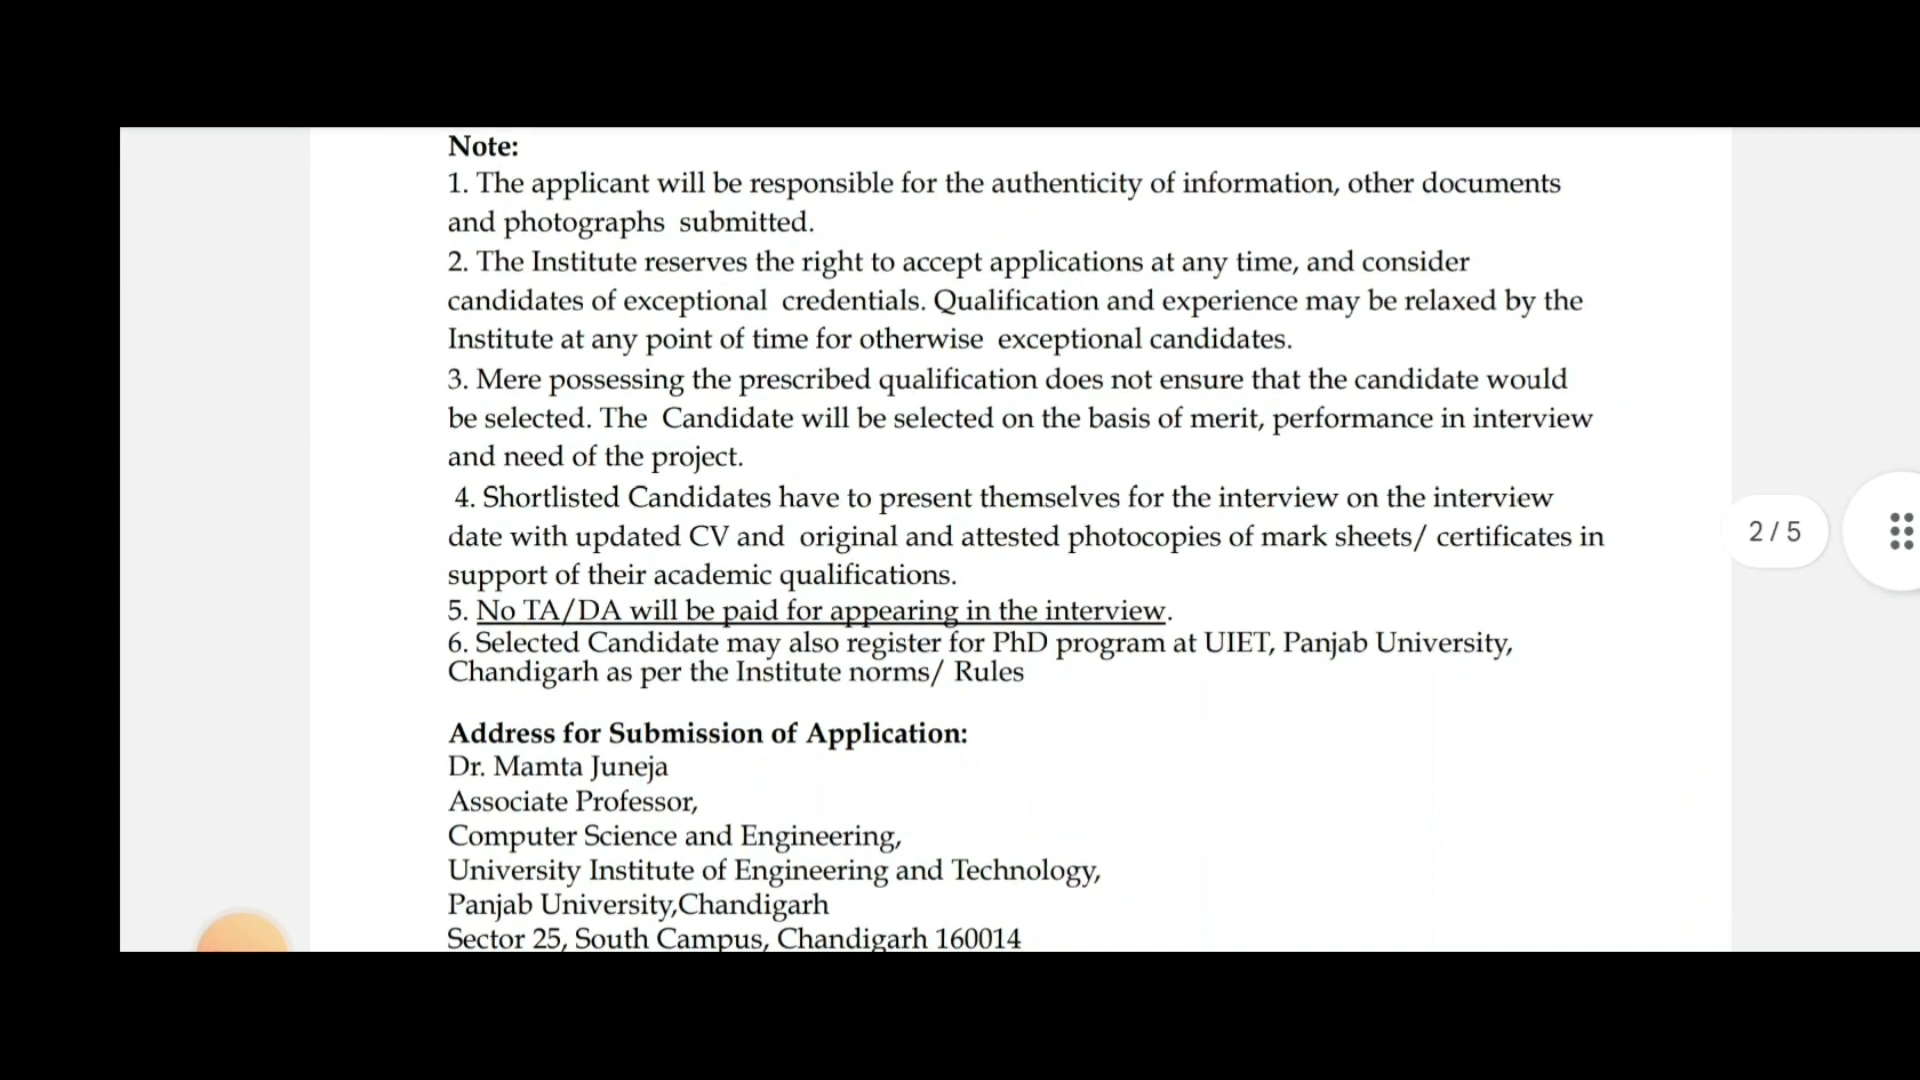 Note:
1. The applicant will be responsible for the authenticity of information, other documents
and photographs submitted.
2. The Institute reserves the right to accept applications at any time, and consider
candidates of exceptional credentials. Qualification and experience may be relaxed by the
Institute at any point of time for otherwise exceptional candidates.
3. Mere possessing the prescribed qualification does not ensure that the candidate would
be selected. The Candidate will be selected on the basis of merit, performance in interview
and need of the project.
4. Shortlisted Candidates have to present themselves for the interview on the interview
date with updated CV and original and attested photocopies of mark sheets/ certificates in
support of their academic qualifications.
5. No TA/DA will be paid for appearing in the interview.
6. Selected Candidate may also register for PhD program at UIET, Panjab University,
Chandigarh as per the Institute norms/ Rules
Address for Submission of Application:
Dr. Mamta Juneja
Associate Professor,
Computer Science and Engineering,
University Institute of Engineering and Technology,
Panjab University,Chandigarh
Sector 25, South Campus, Chandigarh 160014
2 / 5